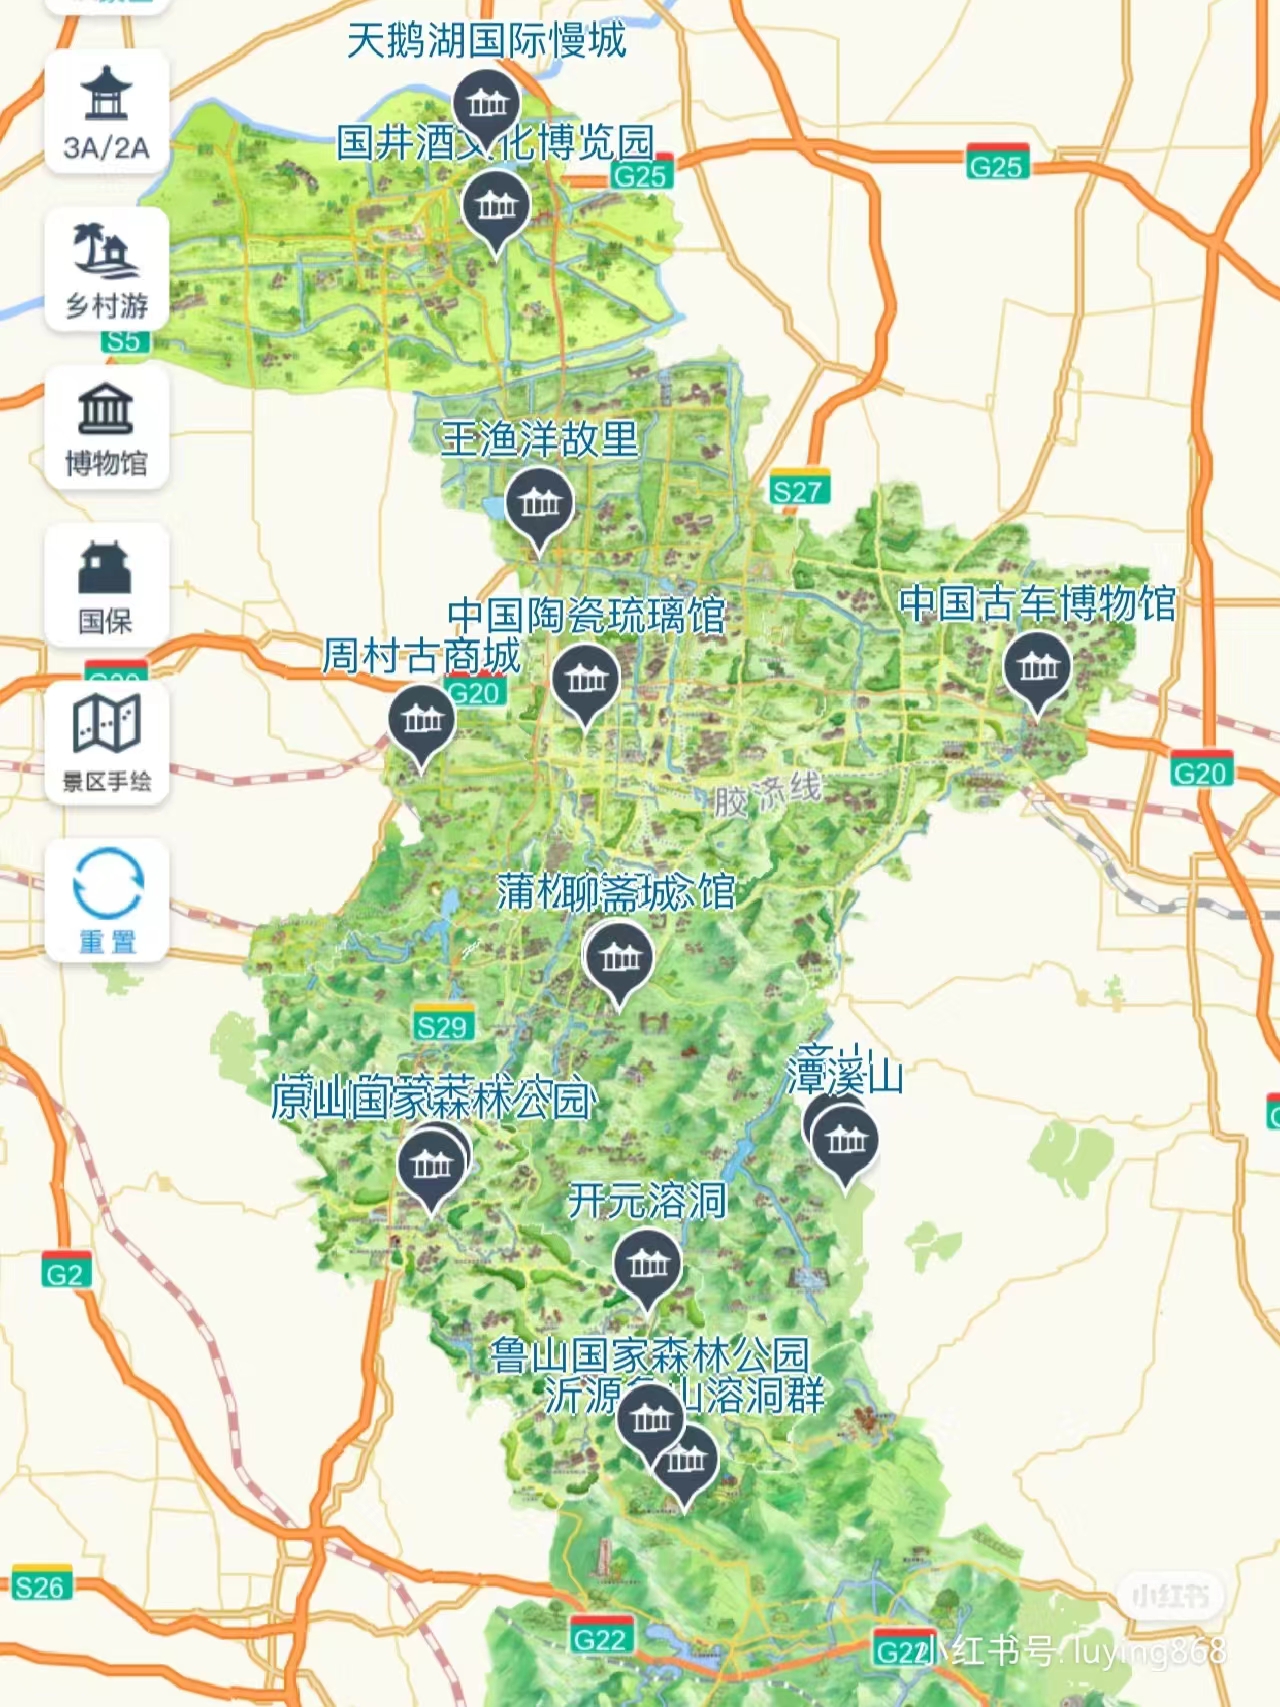 天鹅湖国际慢城
3A/2A
国井酒文化博览园
G25
G25
乡村游
S5
博物馆
王渔洋故里
S27
国保
中国古车博物馆
中国陶瓷琉璃馆
周村古商城
G20
G20
景区手绘
胶济线
重置
聊斋城
S29
潭溪山
原山国家森林公园
G2
开元溶洞
鲁山国家森林公园
沂源鲁山溶洞群
S26
小红书
G22
G22
小红书号: luying868